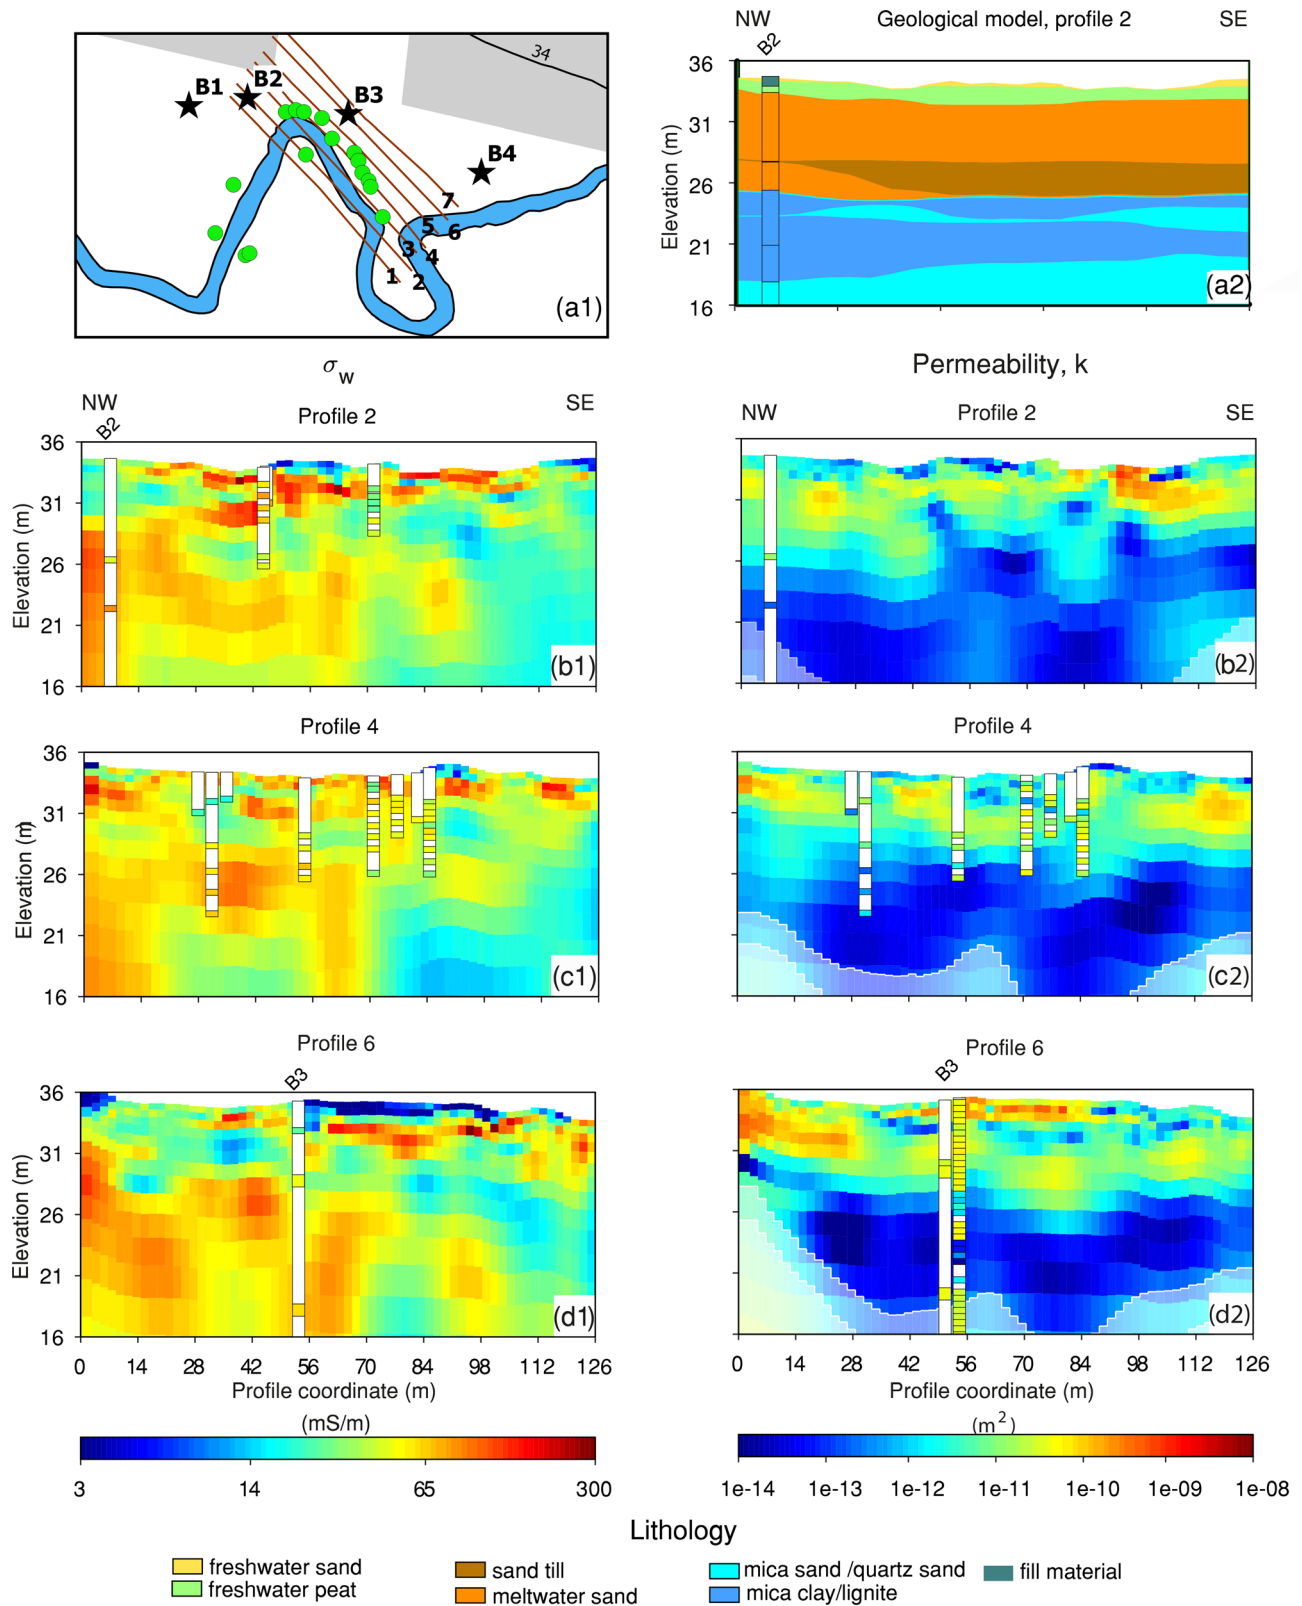 NW Geological model, profile 2 SE
B2
B1
B2
B3
B4
34
7
5
6
3
4
1
2
(a1)
36
31
26
21
16
Elevation (m)
(a2)
σw
Permeability, k
NW SE
B2
Profile 2
36
31
26
21
16
Elevation (m)
(b1)
NW Profile 2 SE
(b2)
Profile 4
36
31
26
21
16
Elevation (m)
(c1)
Profile 4
(c2)
Profile 6
B3
36
31
26
21
16
Elevation (m)
(d1)
0 14 28 42 56 70 84 98 112 126
Profile coordinate (m)
(mS/m)
3 14 65 300
Profile 6
B3
(d2)
0 14 28 42 56 70 84 98 112 126
Profile coordinate (m)
(m²)
1e-14 1e-13 1e-12 1e-11 1e-10 1e-09 1e-08
Lithology
freshwater sand
freshwater peat
sand till
meltwater sand
mica sand /quartz sand
mica clay/lignite
fill material